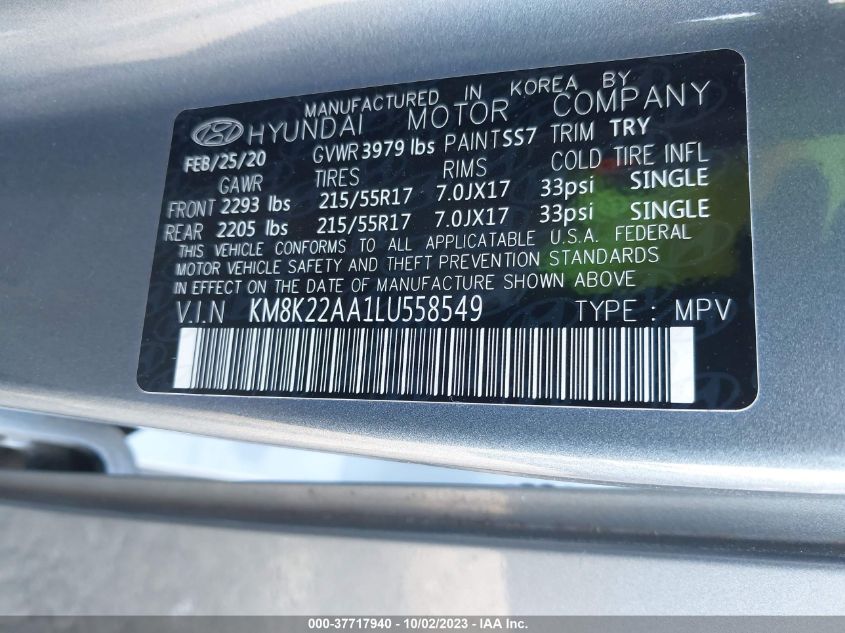 MANUFACTURED IN KOREA BY
HYUNDAI MOTOR COMPANY
FEB/25/20 GVWR 3979 lbs PAINT SS7 TRIM TRY
GAWR TIRES RIMS COLD TIRE INFL
FRONT 2293 lbs 215/55R17 7.0JX17 33psi SINGLE
REAR 2205 lbs 215/55R17 7.0JX17 33psi SINGLE
THIS VEHICLE CONFORMS TO ALL APPLICATABLE U.S.A. FEDERAL
MOTOR VEHICLE SAFETY AND THEFT PREVENTION STANDARDS
IN EFFECT ON THE DATE OF MANUFACTURE SHOWN ABOVE
V.I.N KM8K22AA1LU558549 TYPE : MPV
000-37717940 - 10/02/2023 - IAA Inc.